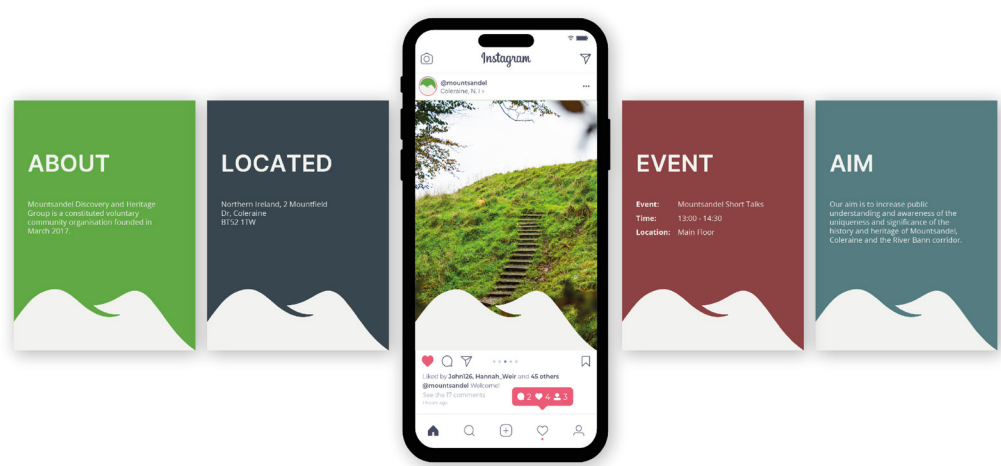 ABOUT
Mountsandel Discovery and Heritage
Group is a constituted voluntary
community organisation founded in
March 2017.
LOCATED
Northern Ireland, 2 Mountfield
Dr, Coleraine
BT52 1TW
Instagram
@mountsandel
Coleraine, N.I >
Liked by John126, Hannah_Weir and 45 others
@mountsandel Welcome!
See the 17 comments
2 4 3
EVENT
Event: Mountsandel Short Talks
Time: 13:00 - 14:30
Location: Main Floor
AIM
Our aim is to increase public
understanding and awareness of the
uniqueness and significance of the
history and heritage of Mountsandel,
Coleraine and the River Bann corridor.